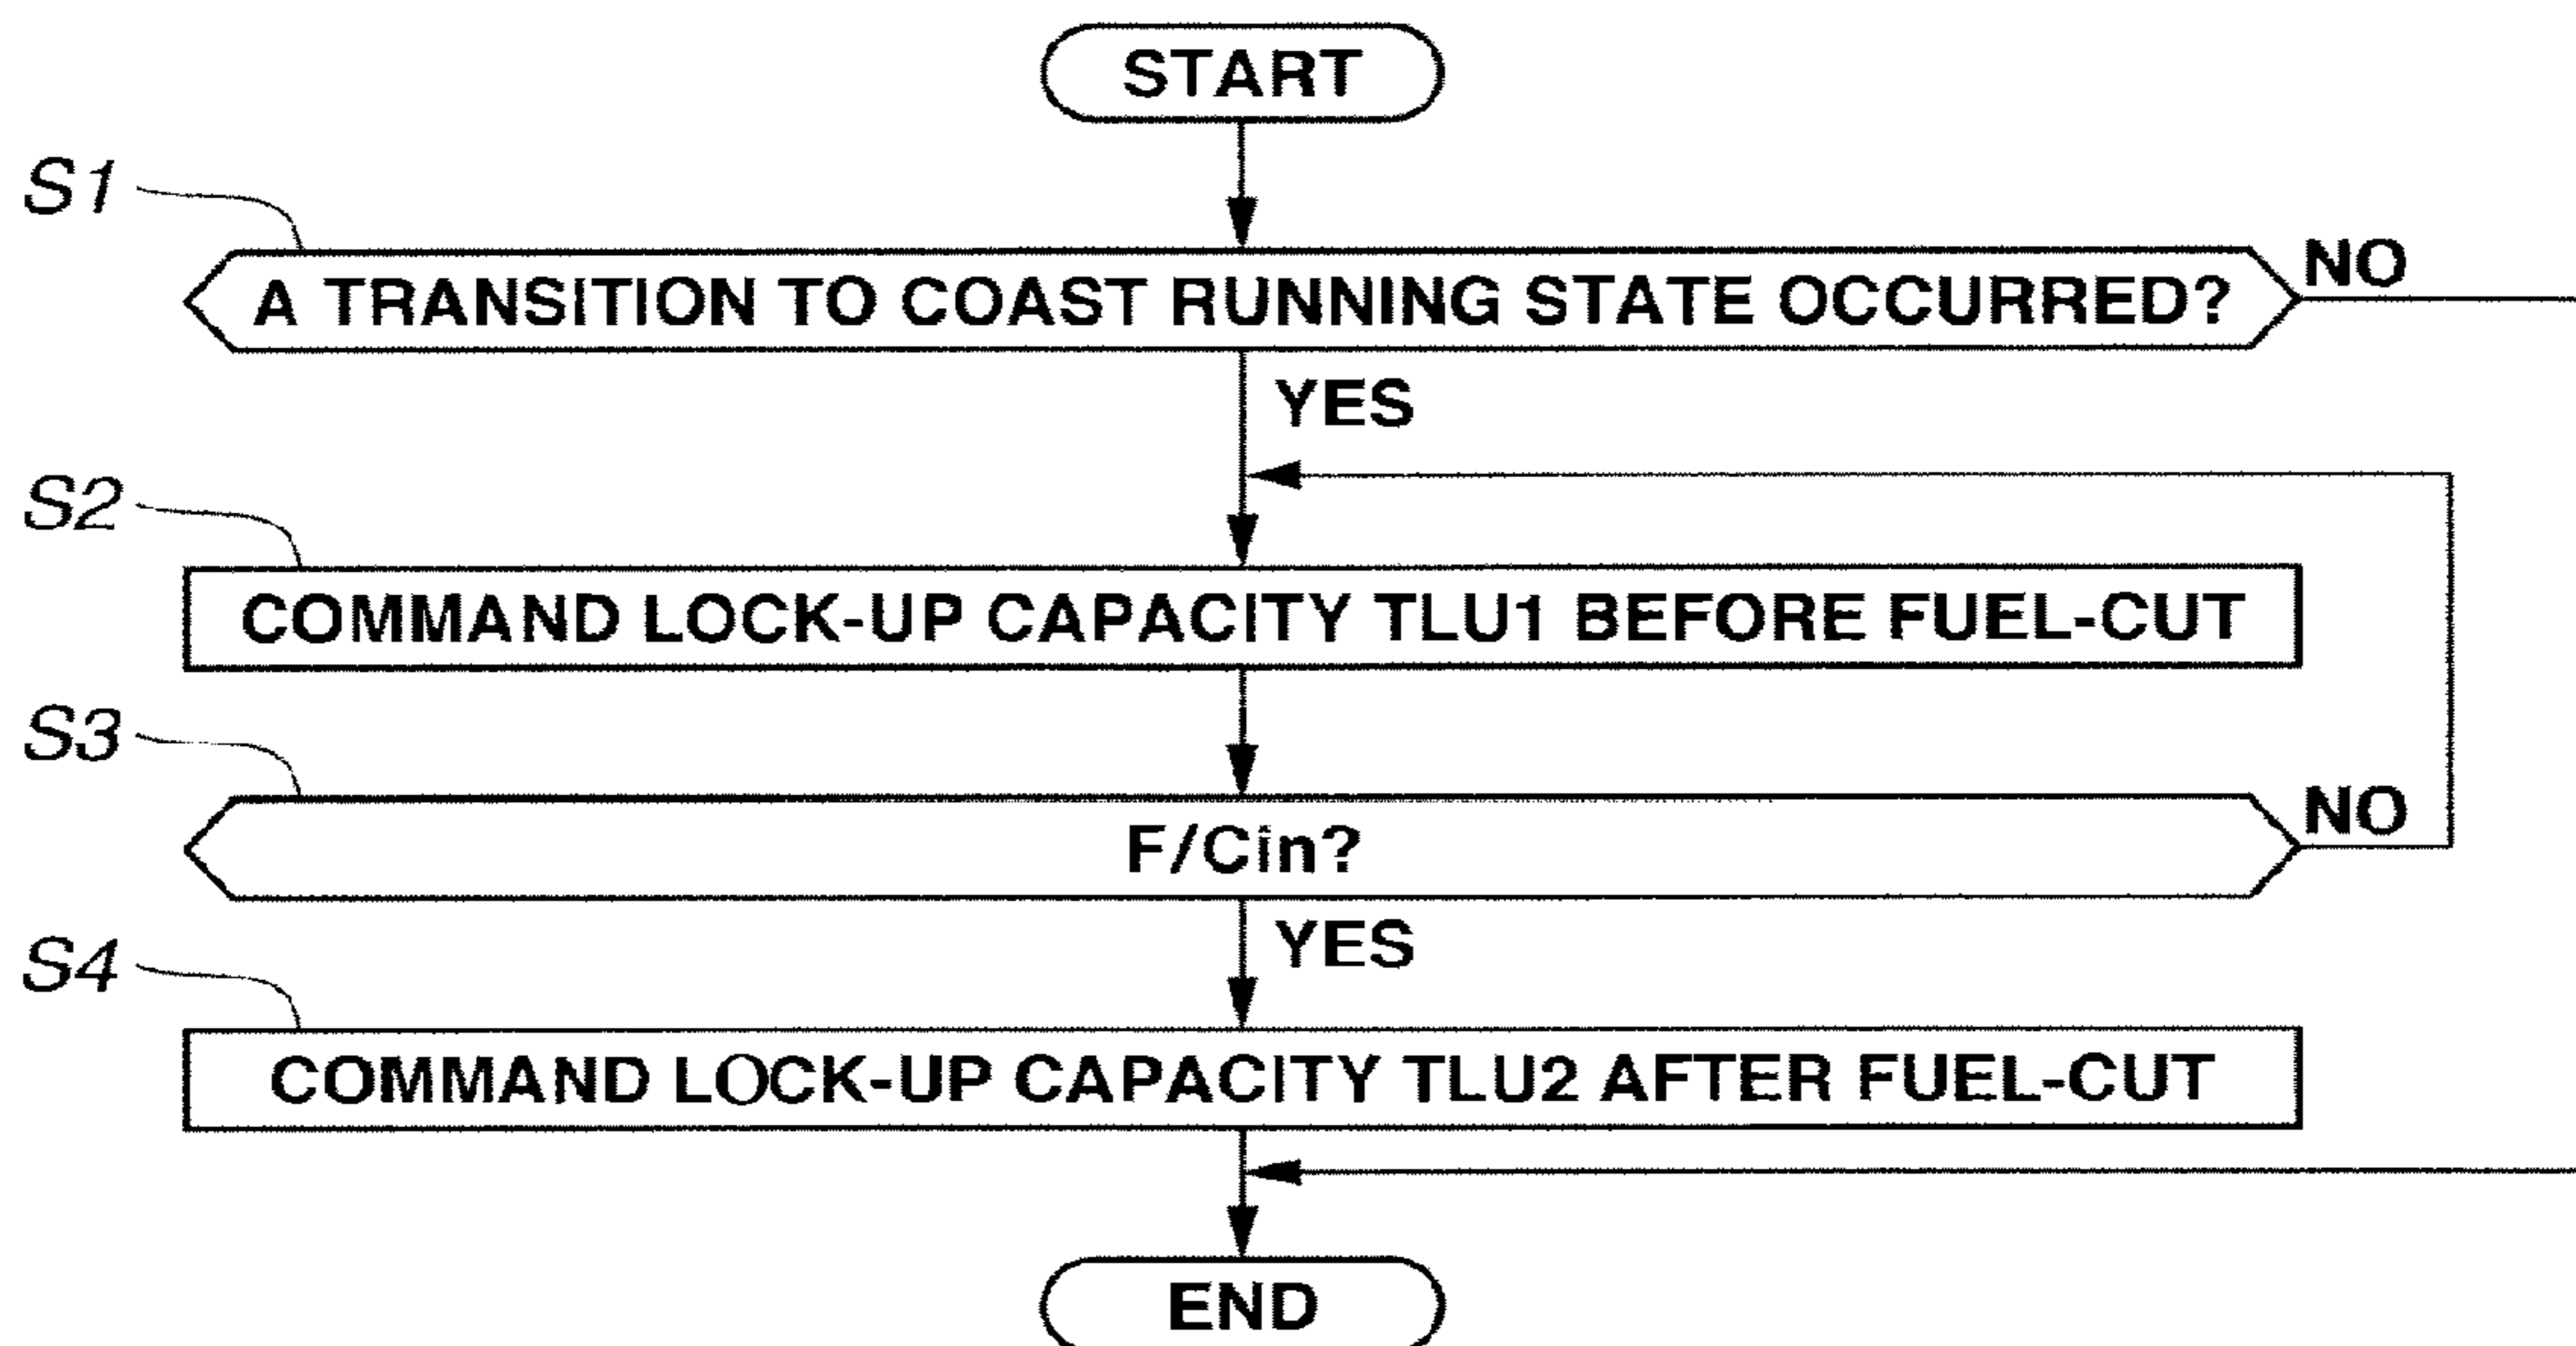 START
S1
A TRANSITION TO COAST RUNNING STATE OCCURRED?
NO
YES
S2
COMMAND LOCK-UP CAPACITY TLU1 BEFORE FUEL-CUT
S3
F/Cin?
NO
YES
S4
COMMAND LOCK-UP CAPACITY TLU2 AFTER FUEL-CUT
END